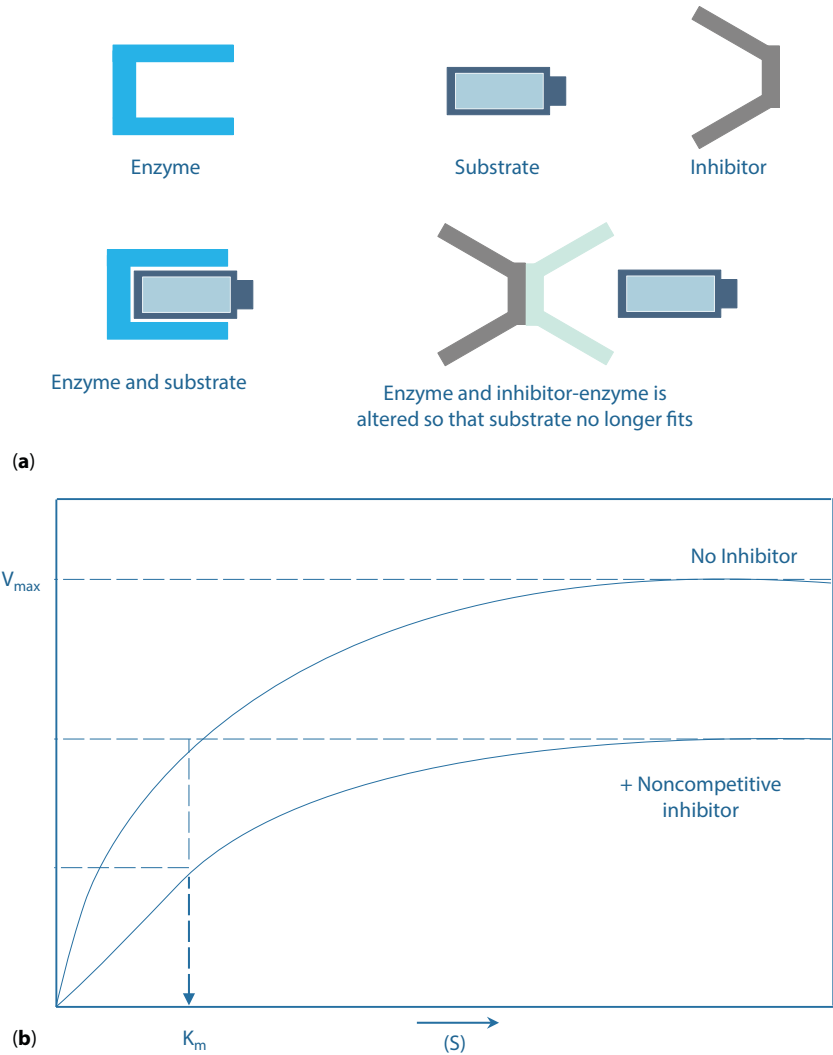 Enzyme
Substrate
Inhibitor
Enzyme and substrate
Enzyme and inhibitor-enzyme is
altered so that substrate no longer fits
(a)
No Inhibitor
Vmax
+ Noncompetitive
inhibitor
(b)
Km
(S)